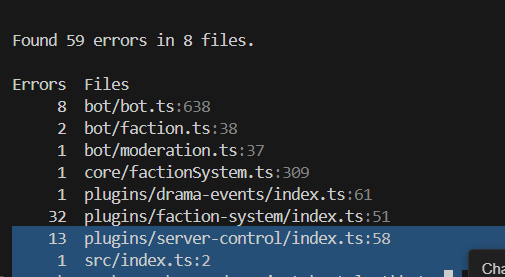 Found 59 errors in 8 files.
Errors  Files
8  bot/bot.ts:638
2  bot/faction.ts:38
1  bot/moderation.ts:37
1  core/factionSystem.ts:309
1  plugins/drama-events/index.ts:61
32  plugins/faction-system/index.ts:51
13  plugins/server-control/index.ts:58
1  src/index.ts:2
Cha